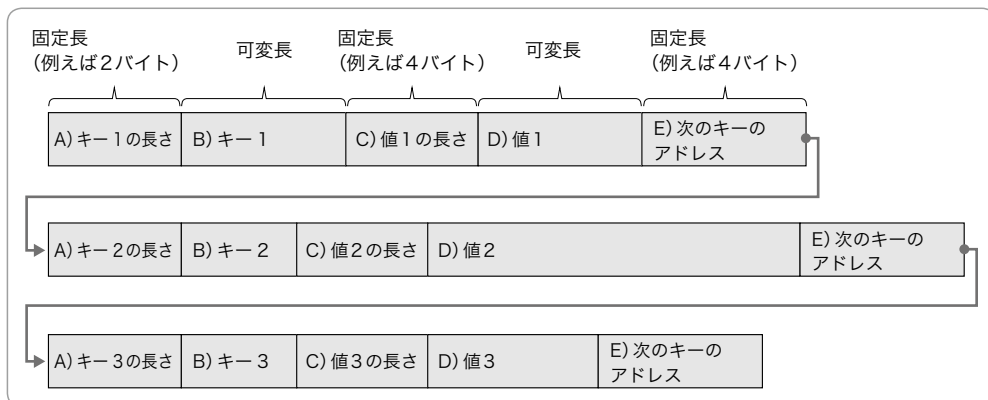 固定長
(例えば2バイト)
可変長
固定長
(例えば4バイト)
可変長
固定長
(例えば4バイト)
A)キー1の長さ
B)キー1
C)値1の長さ
D)値1
E)次のキーの
アドレス
A)キー2の長さ
B)キー2
C)値2の長さ
D)値2
E)次のキーの
アドレス
A)キー3の長さ
B)キー3
C)値3の長さ
D)値3
E)次のキーの
アドレス